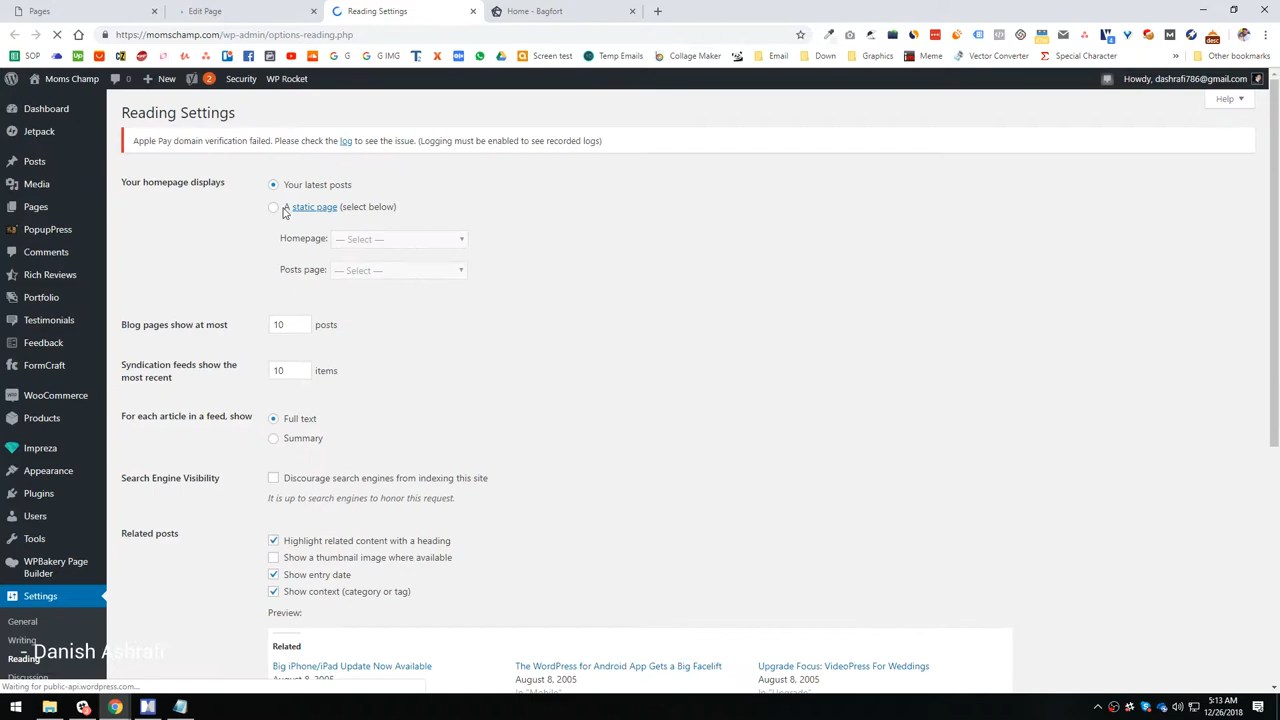 Pages
Edit Page
Reading Settings
Home - Bagfort
https://momschamp.com/wp-admin/options-reading.php
SOP
G
G IMG
Screen test
Temp Emails
Collage Maker
Email
Down
Graphics
Meme
Vector Converter
Special Character
Other bookmarks
Moms Champ
0
New
2
Security
WP Rocket
Howdy, dashrafi786@gmail.com
Dashboard
Jetpack
Posts
Media
Pages
PopupPress
Comments
Rich Reviews
Portfolio
Testimonials
Feedback
FormCraft
WooCommerce
Products
Impreza
Appearance
Plugins
Users
Tools
WPBakery Page
Builder
Settings
General
Writing
Reading
Discussion
Help
Reading Settings
Apple Pay domain verification failed. Please check the log to see the issue. (Logging must be enabled to see recorded logs)
Your homepage displays
Your latest posts
A static page (select below)
Homepage: — Select —
Posts page: — Select —
Blog pages show at most
10 posts
Syndication feeds show the
most recent
10 items
For each article in a feed, show
Full text
Summary
Search Engine Visibility
Discourage search engines from indexing this site
It is up to search engines to honor this request.
Related posts
Highlight related content with a heading
Show a thumbnail image where available
Show entry date
Show context (category or tag)
Preview:
Related
Big iPhone/iPad Update Now Available
August 8, 2005
The WordPress for Android App Gets a Big Facelift
August 8, 2005
In "Mobile"
Upgrade Focus: VideoPress For Weddings
August 8, 2005
In "Upgrade"
- Danish Ashrafi
Waiting for public-api.wordpress.com...
5:13 AM
12/26/2018